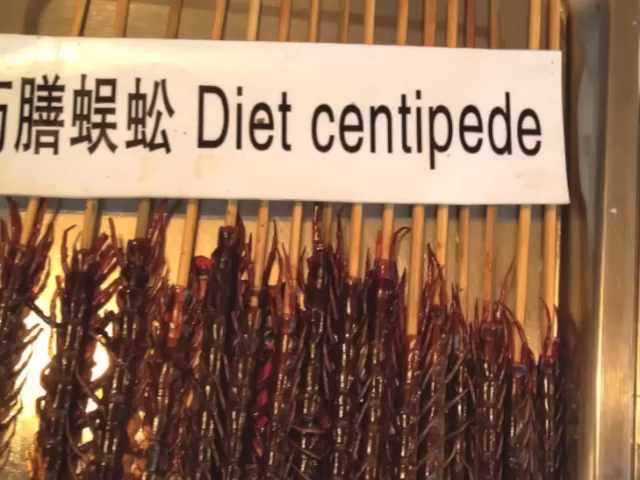 膳蜈蚣 Diet centipede